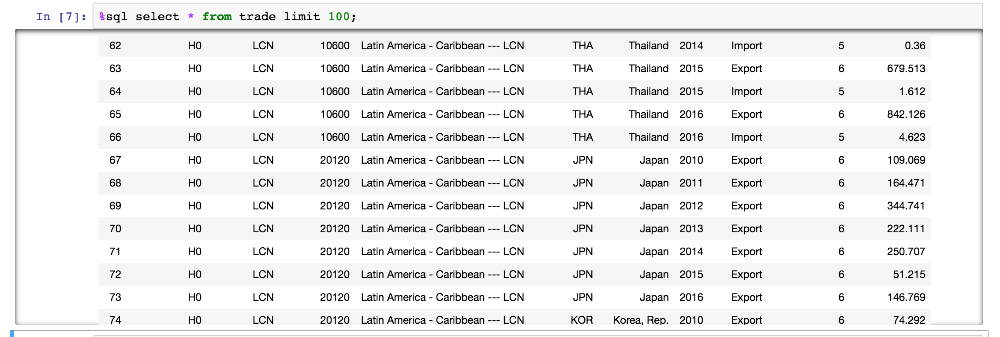 In [7]: %sql select * from trade limit 100;
62 H0 LCN 10600 Latin America - Caribbean --- LCN THA Thailand 2014 Import 5 0.36
63 H0 LCN 10600 Latin America - Caribbean --- LCN THA Thailand 2015 Export 6 679.513
64 H0 LCN 10600 Latin America - Caribbean --- LCN THA Thailand 2015 Import 5 1.612
65 H0 LCN 10600 Latin America - Caribbean --- LCN THA Thailand 2016 Export 6 842.126
66 H0 LCN 10600 Latin America - Caribbean --- LCN THA Thailand 2016 Import 5 4.623
67 H0 LCN 20120 Latin America - Caribbean --- LCN JPN Japan 2010 Export 6 109.069
68 H0 LCN 20120 Latin America - Caribbean --- LCN JPN Japan 2011 Export 6 164.471
69 H0 LCN 20120 Latin America - Caribbean --- LCN JPN Japan 2012 Export 6 344.741
70 H0 LCN 20120 Latin America - Caribbean --- LCN JPN Japan 2013 Export 6 222.111
71 H0 LCN 20120 Latin America - Caribbean --- LCN JPN Japan 2014 Export 6 250.707
72 H0 LCN 20120 Latin America - Caribbean --- LCN JPN Japan 2015 Export 6 51.215
73 H0 LCN 20120 Latin America - Caribbean --- LCN JPN Japan 2016 Export 6 146.769
74 H0 LCN 20120 Latin America - Caribbean --- LCN KOR Korea, Rep. 2010 Export 6 74.292